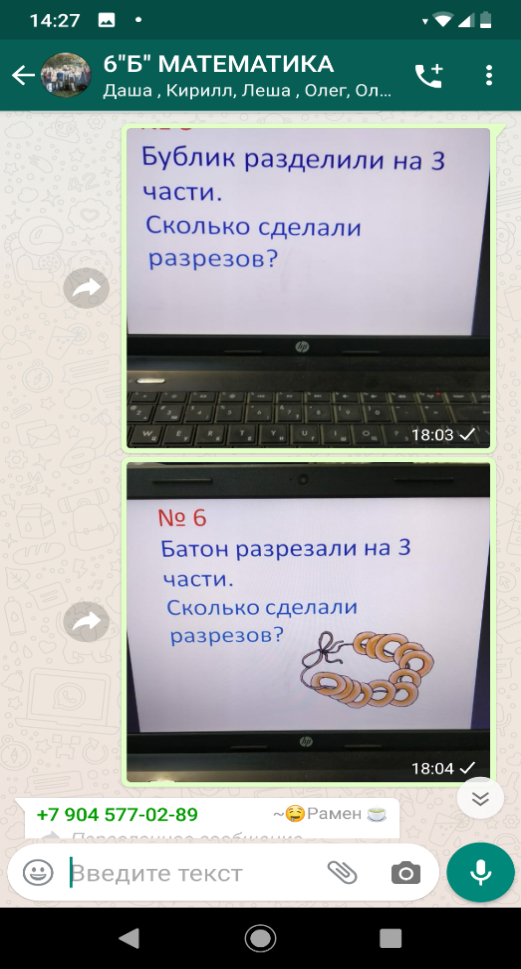 14:27
6"Б" МАТЕМАТИКА
Даша , Кирилл, Леша , Олег, Ол...
Бублик разделили на 3
части.
Сколько сделали
разрезов?
hp
18:03
№ 6
Батон разрезали на 3
части.
Сколько сделали
разрезов?
hp
18:04
+7 904 577-02-89
~🤤Рамен 🍵
Введите текст